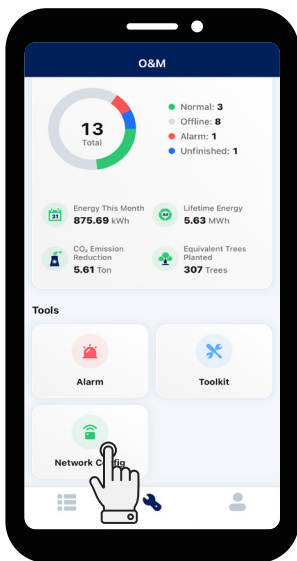 O&M
13
Total
Normal: 3
Offline: 8
Alarm: 1
Unfinished: 1
31
Energy This Month
875.69 kWh
Lifetime Energy
5.63 MWh
CO₂ Emission
Reduction
5.61 Ton
Equivalent Trees
Planted
307 Trees
Tools
Alarm
Toolkit
Network